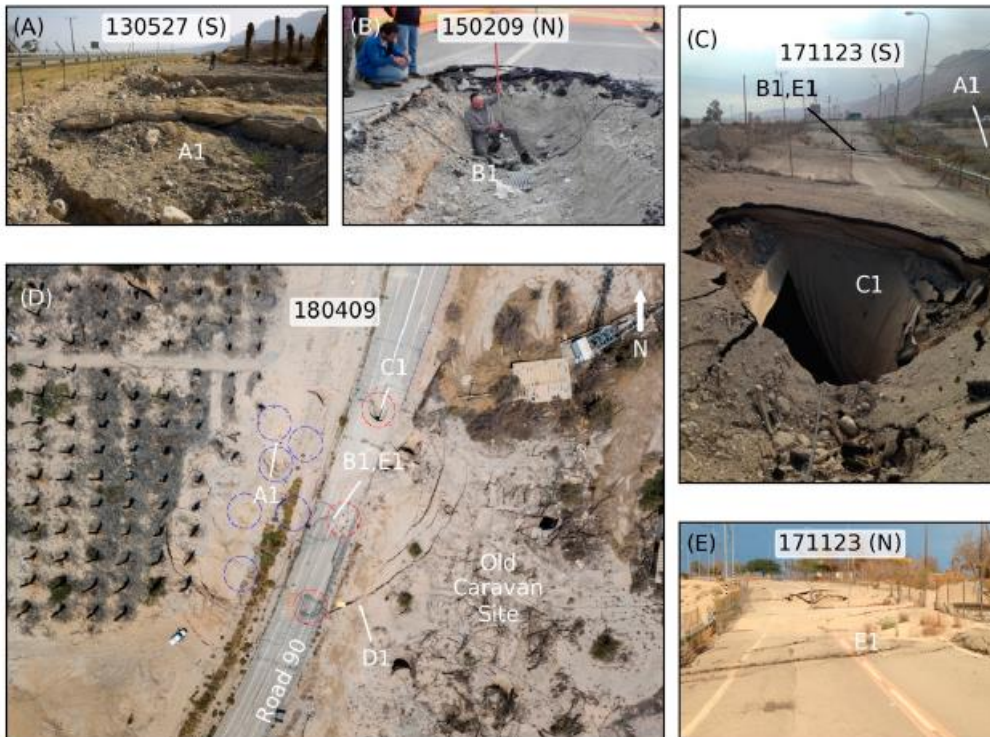 (A)
130527 (S)
A1
(B)
150209 (N)
B1
(C)
171123 (S)
B1,E1
A1
C1
(D)
180409
N
C1
B1,E1
A1
Old
Caravan
Site
D1
Road 90
(E)
171123 (N)
E1